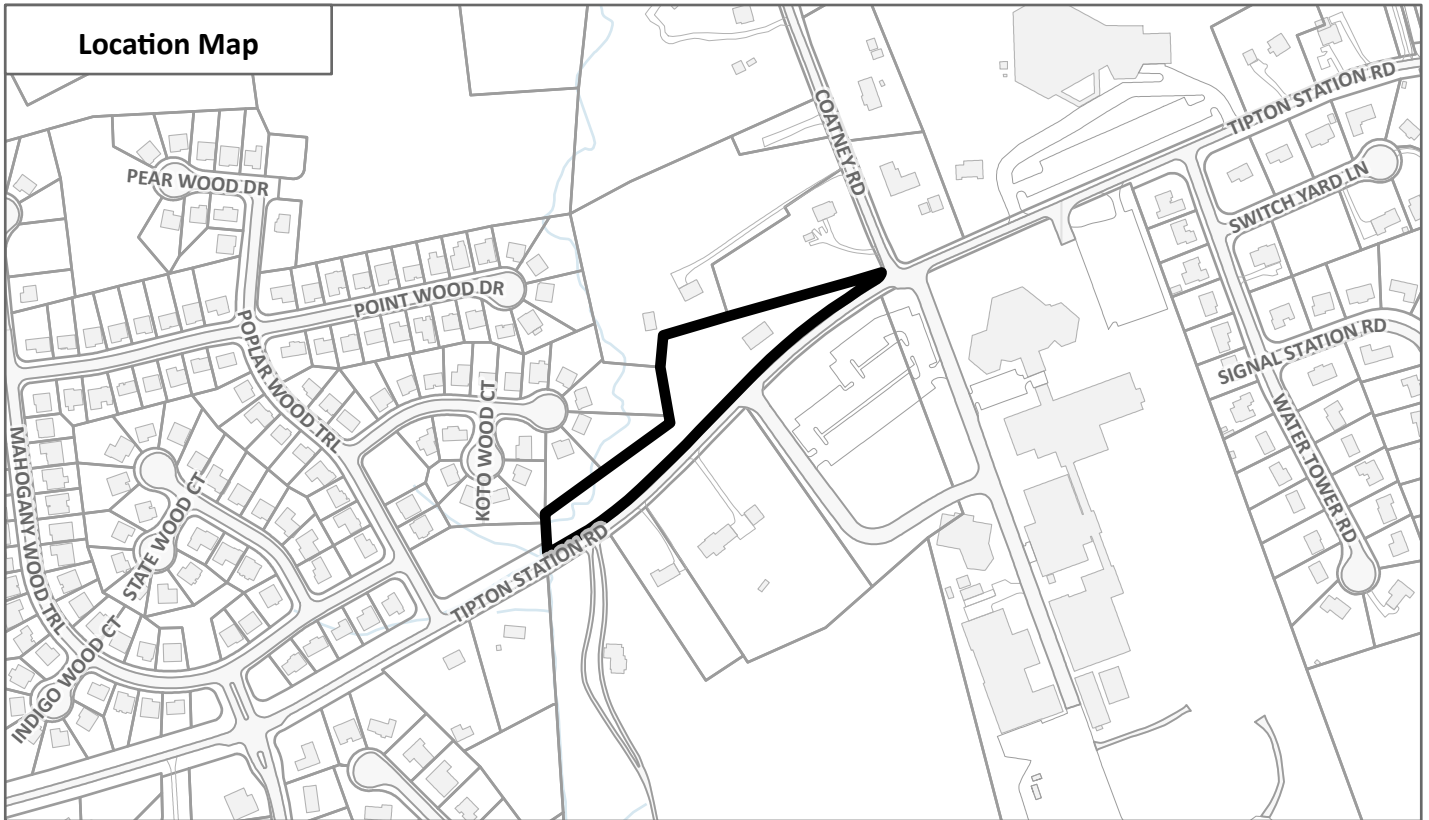 Location Map
COATNEY RD
TIPTON STATION RD
PEAR WOOD DR
SWITCH YARD LN
POINT WOOD DR
POPLAR WOOD TRL
SIGNAL STATION RD
KOTO WOOD CT
WATER TOWER RD
MAHOGANY WOOD TRL
STATE WOOD CT
TIPTON STATION RD
INDIGO WOOD CT